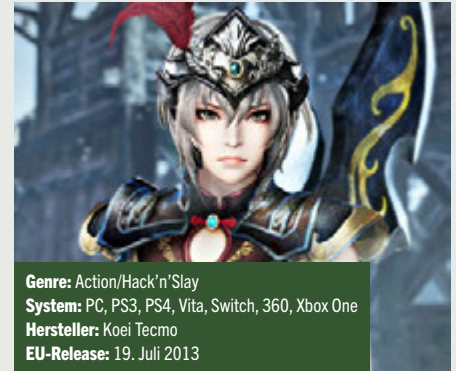 Genre: Action/Hack’n’Slay
System: PC, PS3, PS4, Vita, Switch, 360, Xbox One
Hersteller: Koei Tecmo
EU-Release: 19. Juli 2013